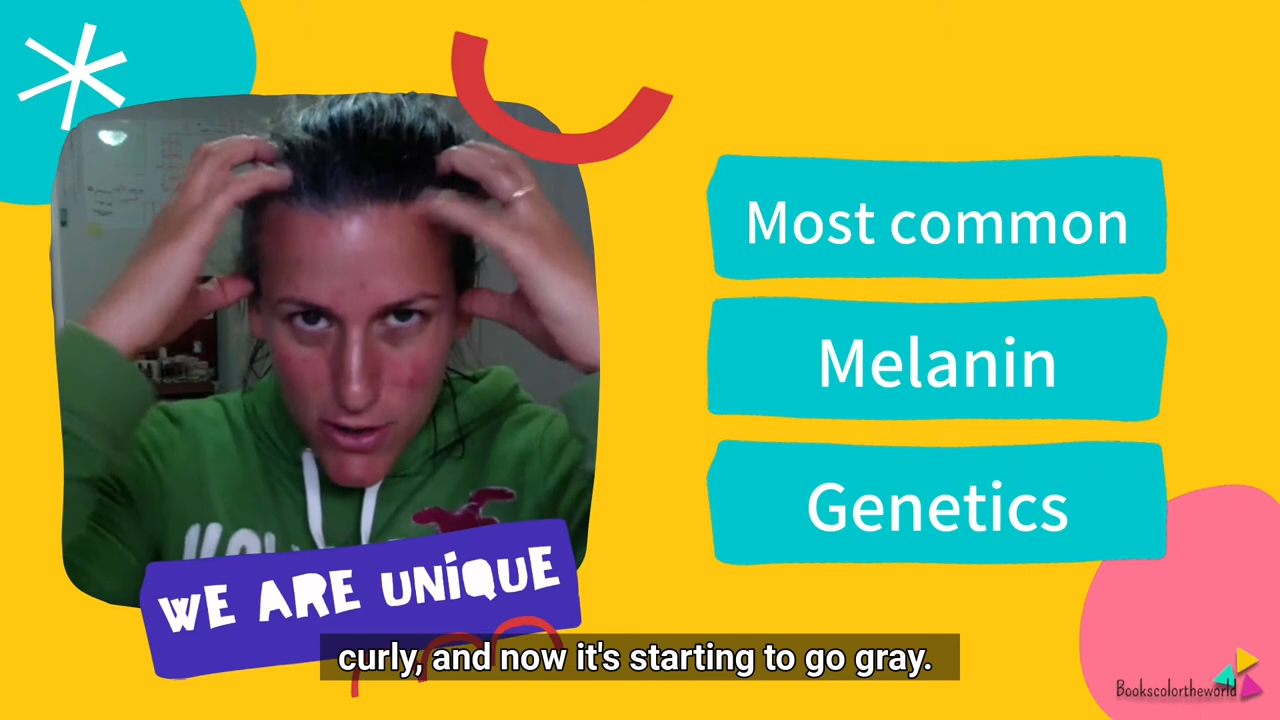 Most common
Melanin
Genetics
WE ARE UNiQUE
curly, and now it's starting to go gray.
Bookscolortheworld